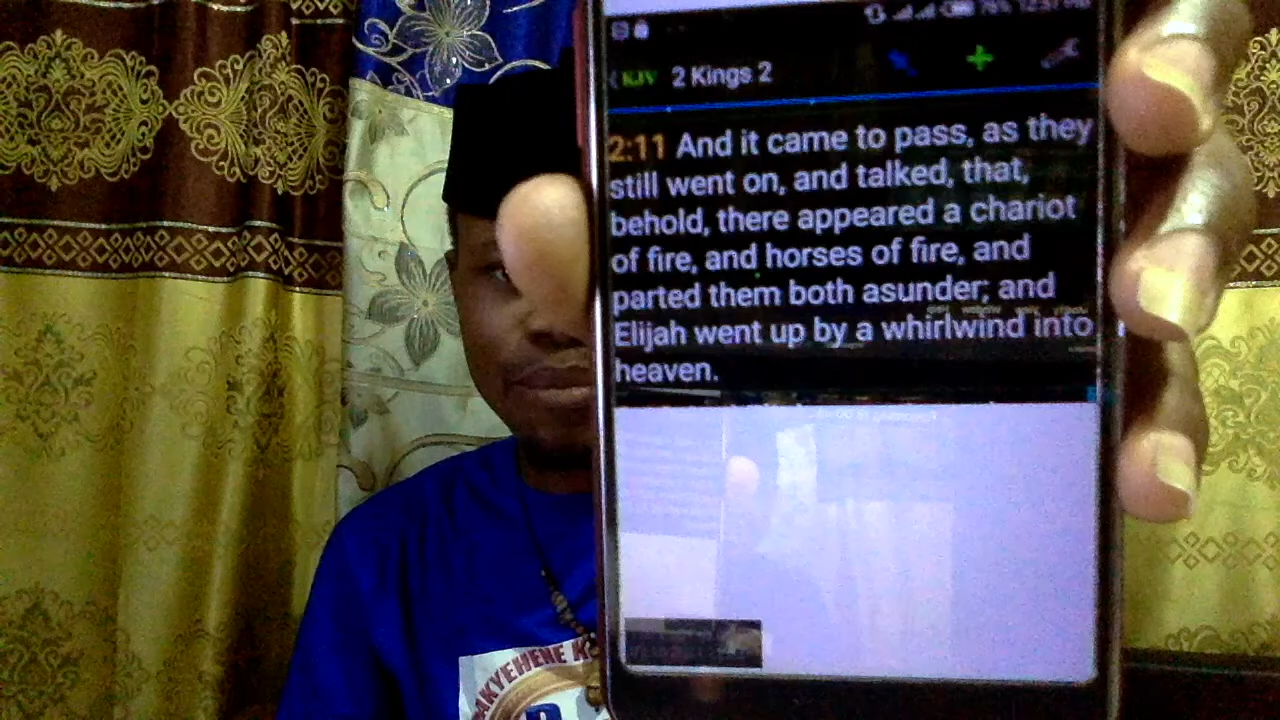 KJV 2 Kings 2
2:11 And it came to pass, as they
still went on, and talked, that,
behold, there appeared a chariot
of fire, and horses of fire, and
parted them both asunder; and
Elijah went up by a whirlwind into
heaven.